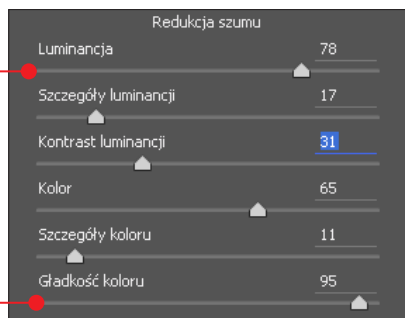 Redukcja szumu
Luminancja 78
Szczegóły luminancji 17
Kontrast luminancji 31
Kolor 65
Szczegóły koloru 11
Gładkość koloru 95